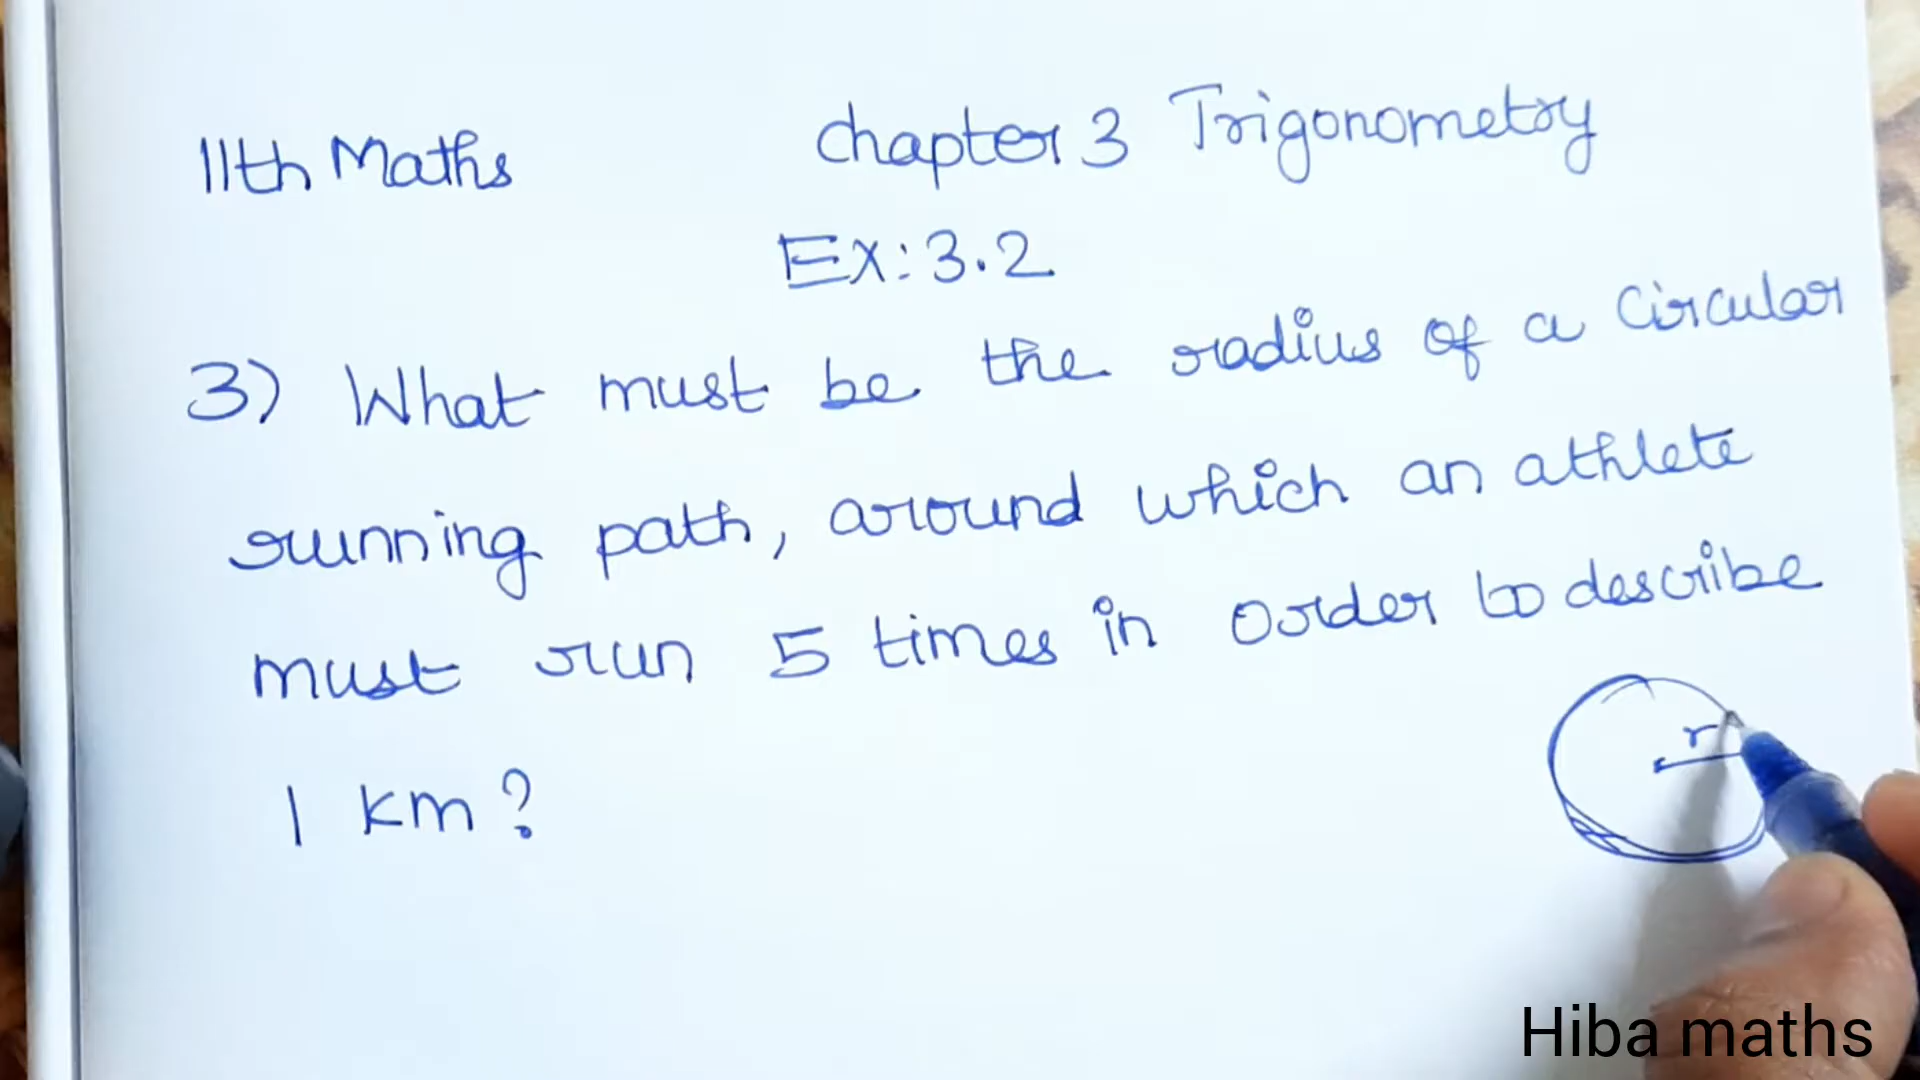 11th Maths
Chapter 3 Trigonometry
Ex: 3.2
3) What must be the radius of a Circular
running path, around which an athlete
must run 5 times in order to describe
1 km?
r
Hiba maths